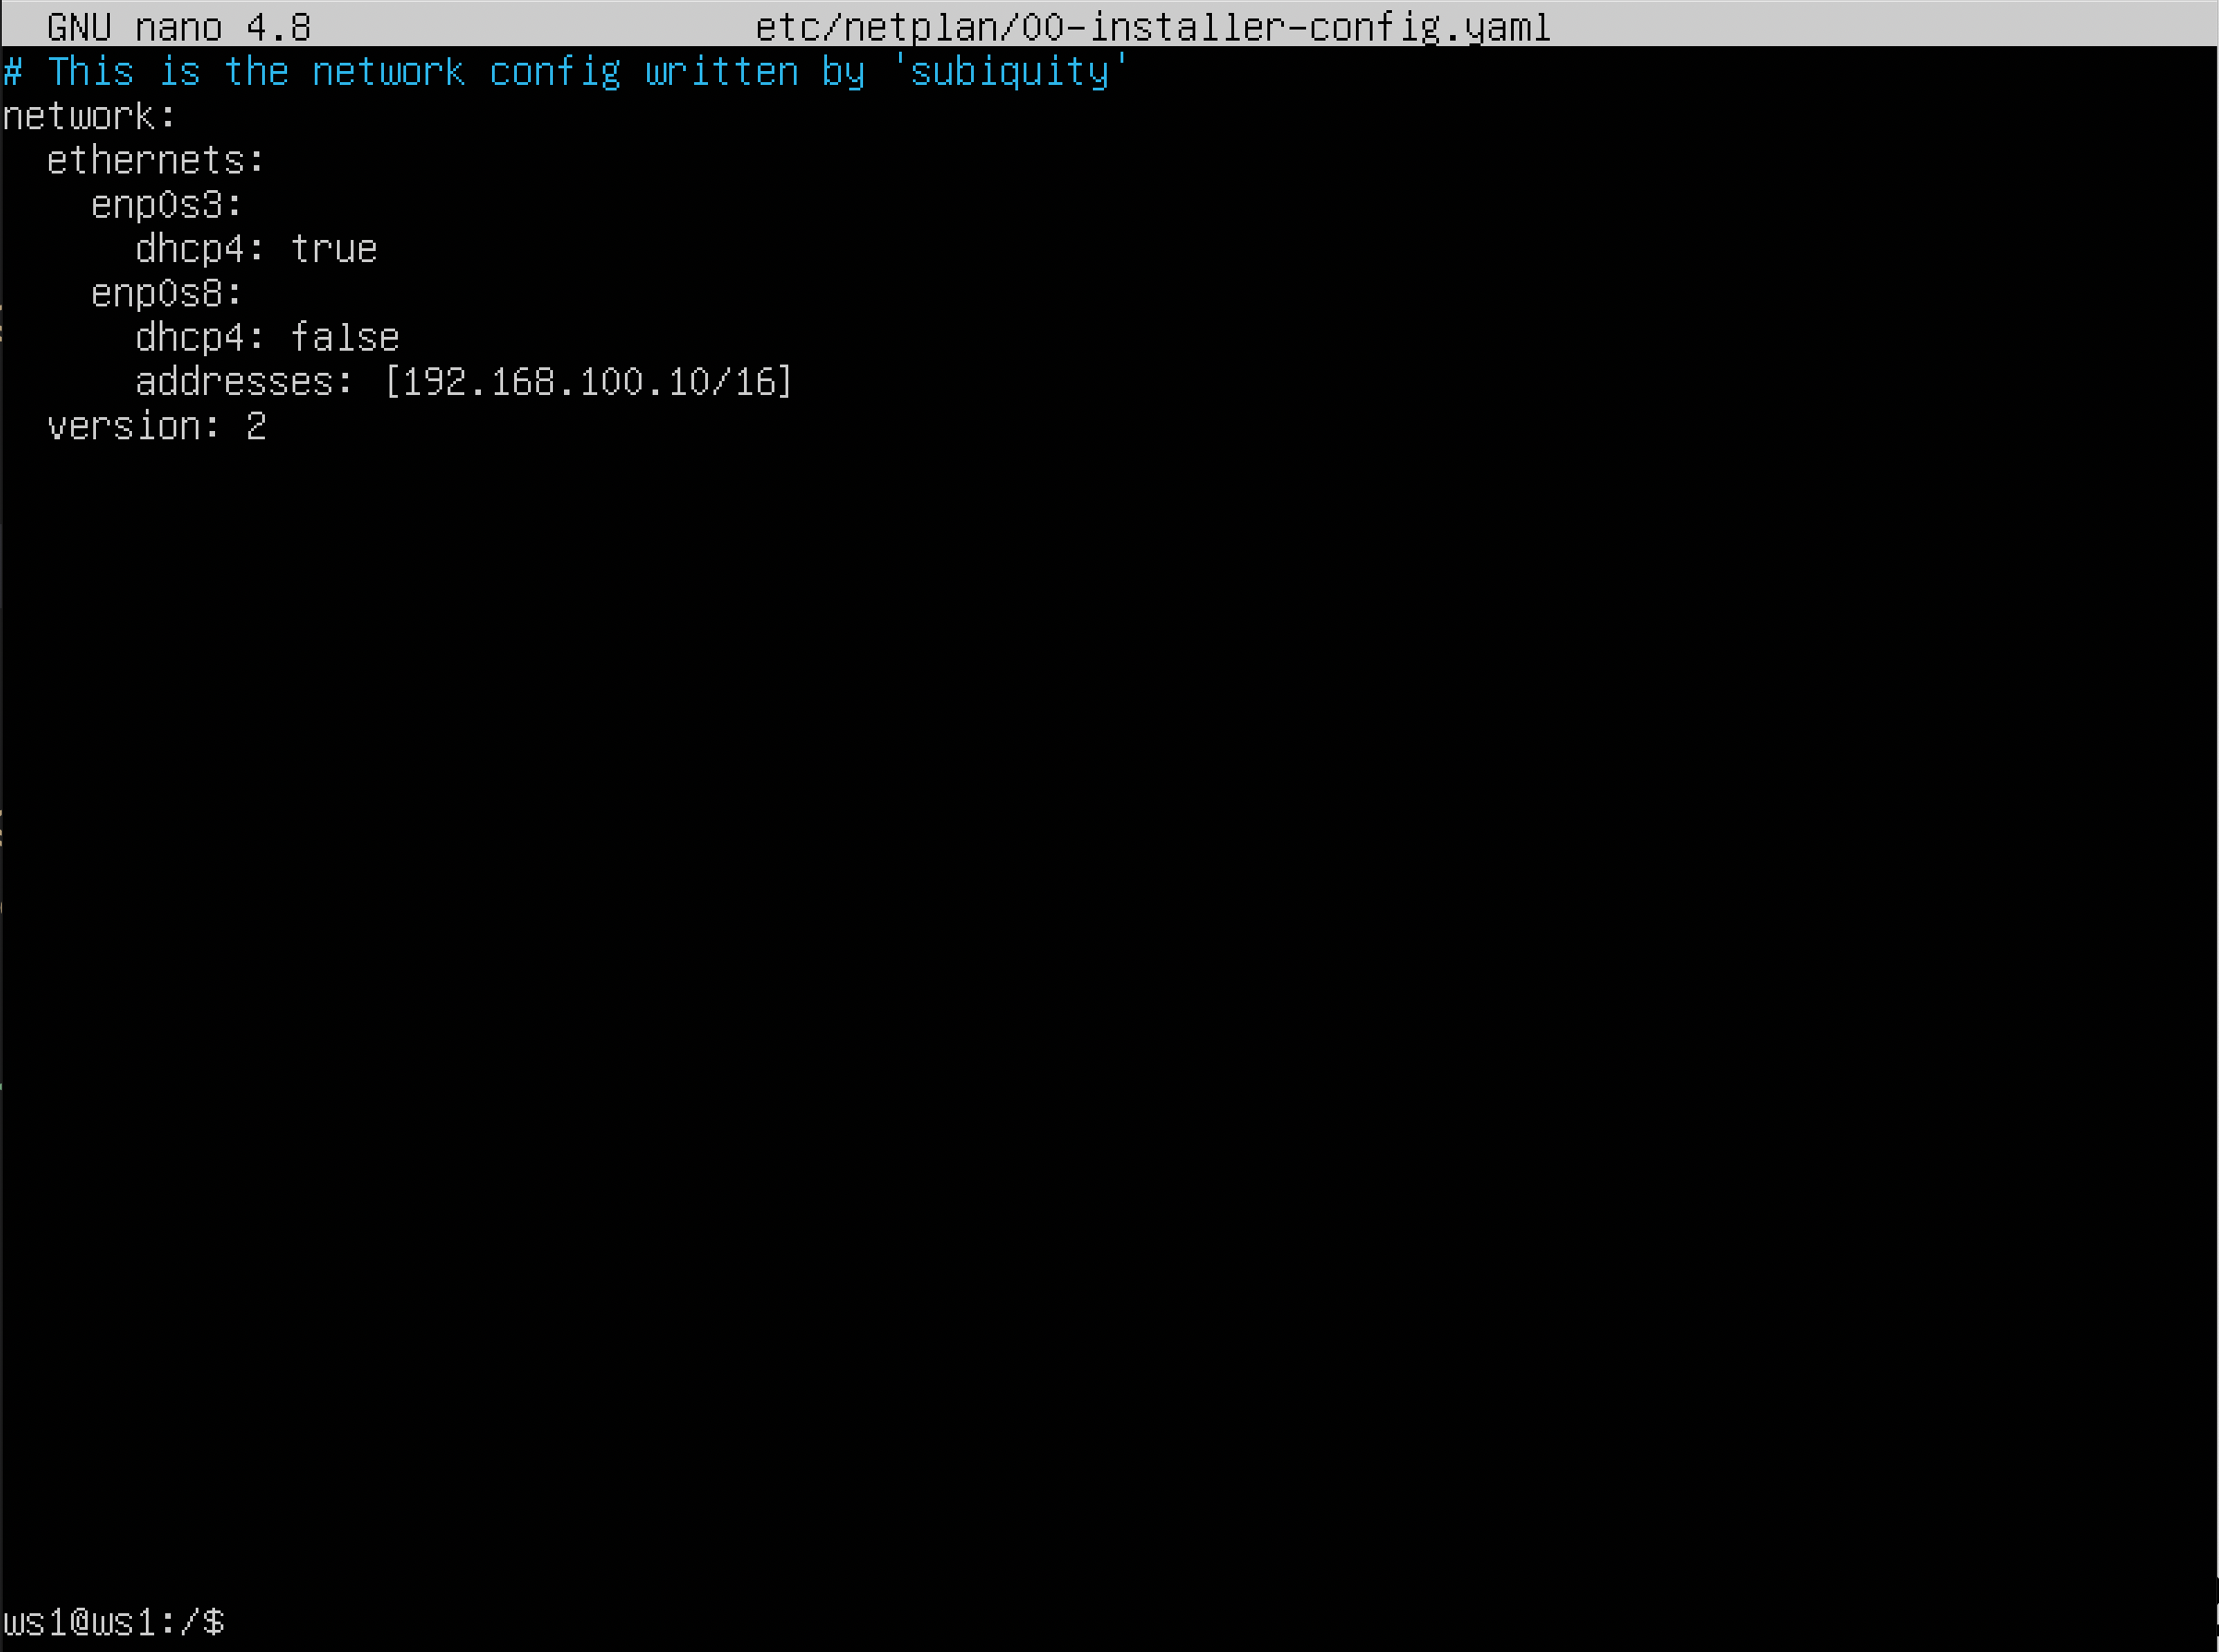 GNU nano 4.8 etc/netplan/00-installer-config.yaml
# This is the network config written by 'subiquity'
network:
  ethernets:
    enp0s3:
      dhcp4: true
    enp0s8:
      dhcp4: false
      addresses: [192.168.100.10/16]
  version: 2
ws1@ws1:/$